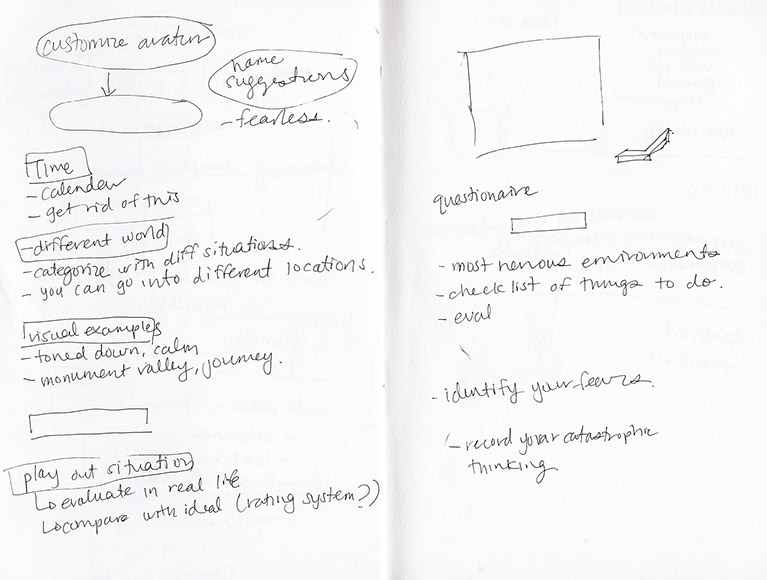 customize avatar
name
suggestions
- fearless.
Time
- calender
- get rid of this
- different world
- categorize with diff situations.
- you can go into different locations.
visual examples
- toned down, calm
- monument valley, journey.
play out situation
↳ evaluate in real life
↳ compare with ideal (rating system?)
questionaire
- most nervous environments
- check list of things to do.
- eval
- identify your fears.
- record your catastrophic
thinking